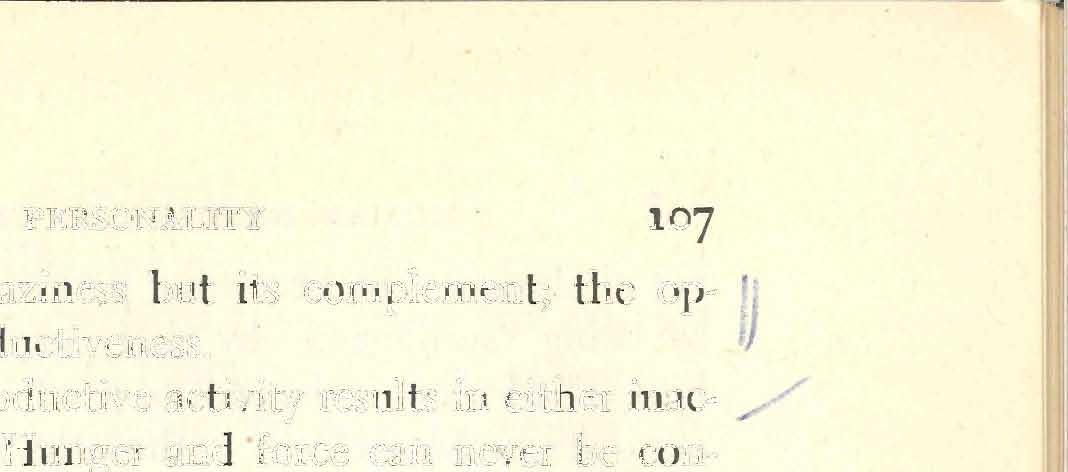 PERSONALITY 107
aziness but its complement; the op-
ductiveness.
oductive activity results in either inac-
Hunger and force can never be con-